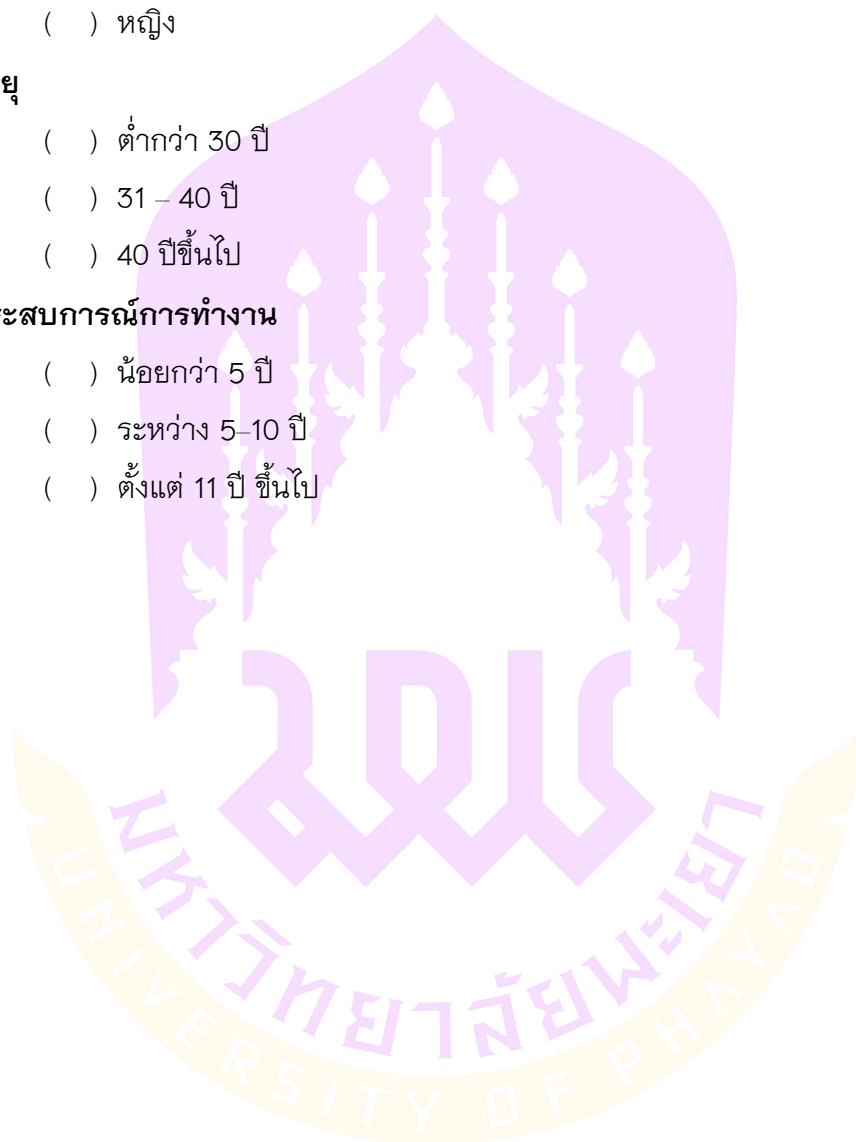 (   ) หญิง
ยุ
(   ) ต่ำกว่า 30 ปี
(   ) 31 – 40 ปี
(   ) 40 ปีขึ้นไป
ระสบการณ์การทำงาน
(   ) น้อยกว่า 5 ปี
(   ) ระหว่าง 5–10 ปี
(   ) ตั้งแต่ 11 ปี ขึ้นไป
มหาวิทยาลัยพะเยา
UNIVERSITY OF PHAYAO